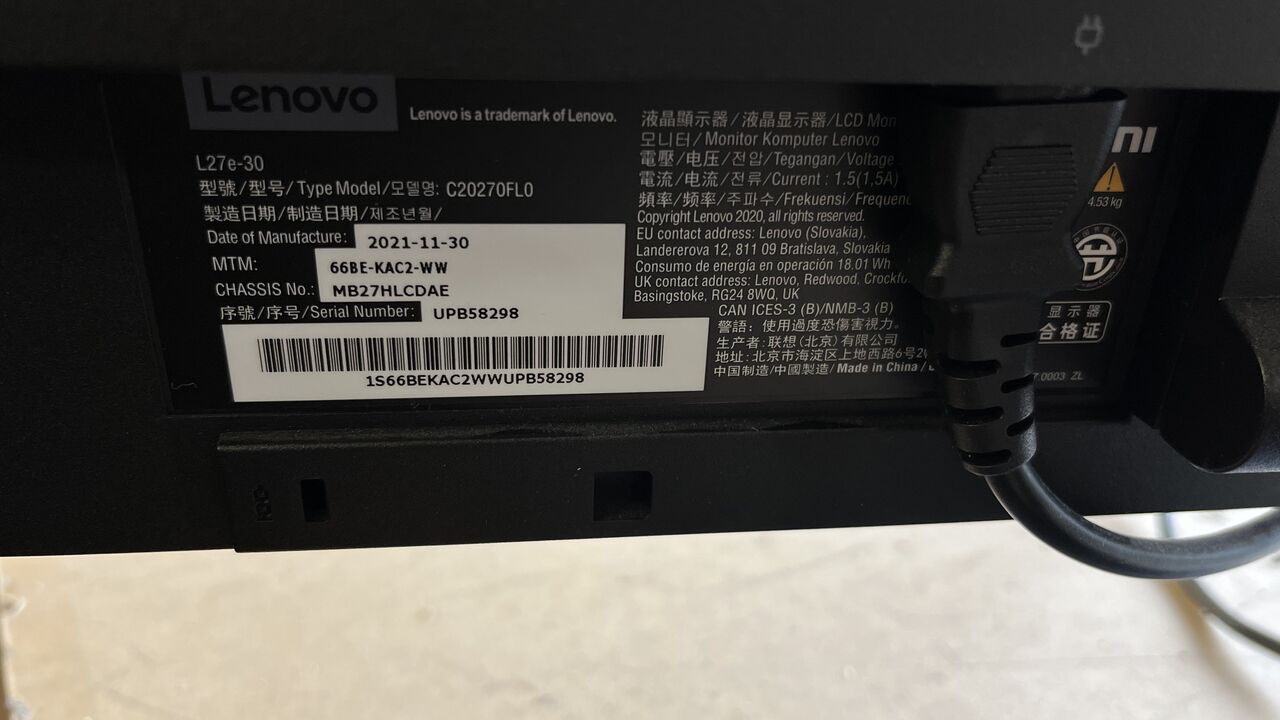 Lenovo
Lenovo is a trademark of Lenovo.
L27e-30
型號/型号/Type Model/모델명: C20270FL0
製造日期/制造日期/제조년월/
Date of Manufacture: 2021-11-30
MTM: 66BE-KAC2-WW
CHASSIS No.: MB27HLCDAE
序號/序号/Serial Number: UPB58298
1S66BEKAC2WWUPB58298
液晶顯示器/液晶显示器/LCD Mon
모니터/Monitor Komputer Lenovo
電壓/电压/전압/Tegangan/Voltage
電流/电流/전류/Current : 1.5(1,5A)
頻率/频率/주파수/Frekuensi/Frequenc
Copyright Lenovo 2020, all rights reserved.
EU contact address: Lenovo (Slovakia),
Landererova 12, 811 09 Bratislava, Slovakia
Consumo de energía en operación 18.01 Wh
UK contact address: Lenovo, Redwood, Crockfo
Basingstoke, RG24 8WQ, UK
CAN ICES-3 (B)/NMB-3 (B)
警語：使用過度恐傷害視力。
生产者: 联想(北京)有限公司
地址: 北京市海淀区上地西路6号2
中国制造/中國製造/Made in China/
4.53 kg
显示器
合格证
7.0003 ZL